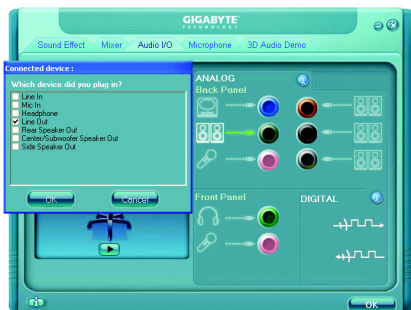 GIGABYTE
TECHNOLOGY
Sound Effect Mixer Audio I/O Microphone 3D Audio Demo
Connected device :
Which device did you plug in?
Line In
Mic In
Headphone
Line Out
Rear Speaker Out
Center/Subwoofer Speaker Out
Side Speaker Out
OK Cancel
ANALOG
Back Panel
Front Panel
DIGITAL
OK